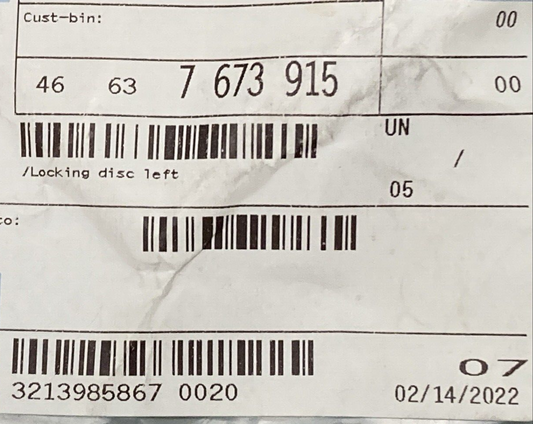 Cust-bin:
00
46 63 7 673 915 00
UN
/Locking disc left /
05
to:
07
3213985867 0020 02/14/2022